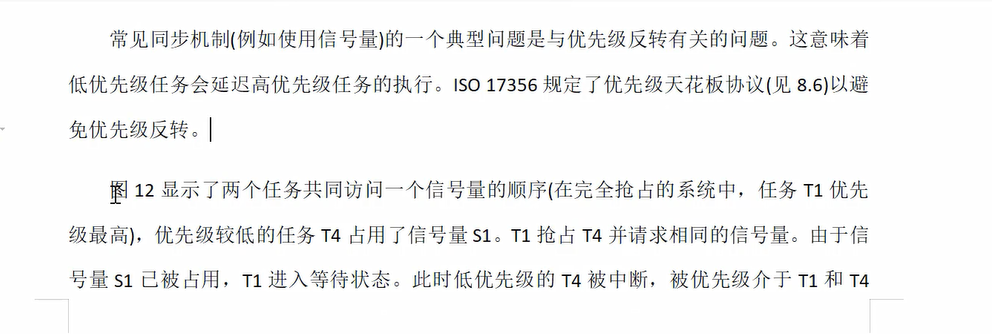 常见同步机制(例如使用信号量)的一个典型问题是与优先级反转有关的问题。这意味着
低优先级任务会延迟高优先级任务的执行。ISO 17356 规定了优先级天花板协议(见 8.6)以避
免优先级反转。
图 12 显示了两个任务共同访问一个信号量的顺序(在完全抢占的系统中，任务 T1 优先
级最高)，优先级较低的任务 T4 占用了信号量 S1。T1 抢占 T4 并请求相同的信号量。由于信
号量 S1 已被占用，T1 进入等待状态。此时低优先级的 T4 被中断，被优先级介于 T1 和 T4